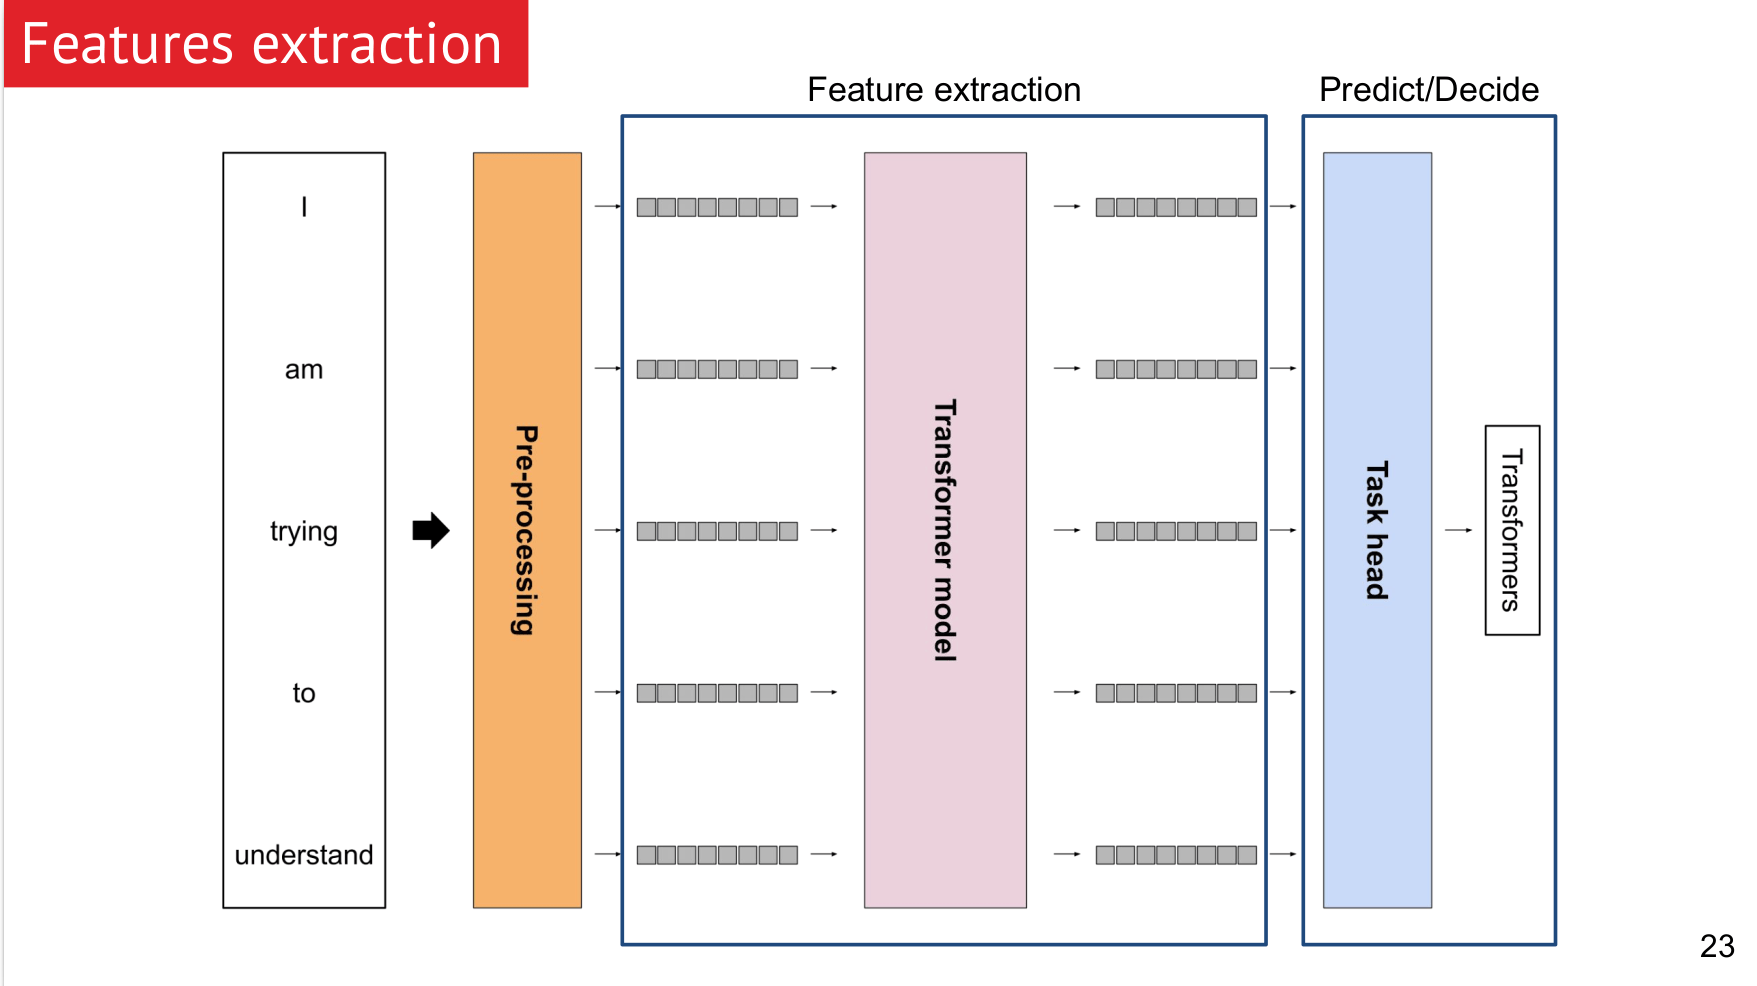 Features extraction
Feature extraction
Predict/Decide
I
am
trying
to
understand
Pre-processing
Transformer model
Task head
Transformers
23